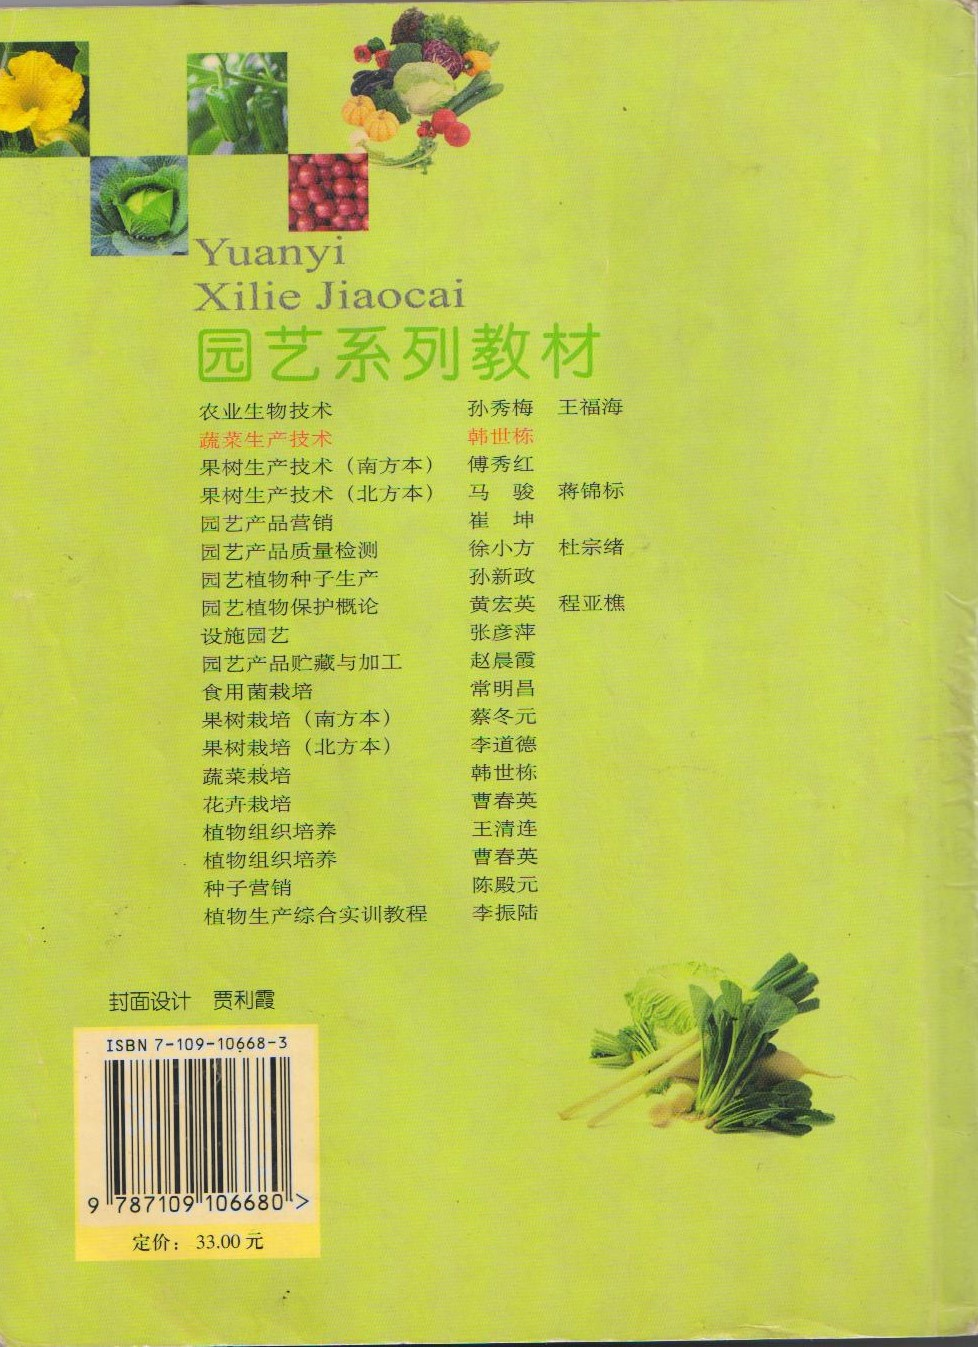 Yuanyi
Xilie Jiaocai
园艺系列教材
农业生物技术 孙秀梅 王福海
蔬菜生产技术 韩世栋
果树生产技术（南方本） 傅秀红
果树生产技术（北方本） 马 骏 蒋锦标
园艺产品营销 崔 坤
园艺产品质量检测 徐小方 杜宗绪
园艺植物种子生产 孙新政
园艺植物保护概论 黄宏英 程亚樵
设施园艺 张彦萍
园艺产品贮藏与加工 赵晨霞
食用菌栽培 常明昌
果树栽培（南方本） 蔡冬元
果树栽培（北方本） 李道德
蔬菜栽培 韩世栋
花卉栽培 曹春英
植物组织培养 王清连
植物组织培养 曹春英
种子营销 陈殿元
植物生产综合实训教程 李振陆
封面设计 贾利霞
ISBN 7-109-10668-3
9 787109 106680 >
定价： 33.00 元